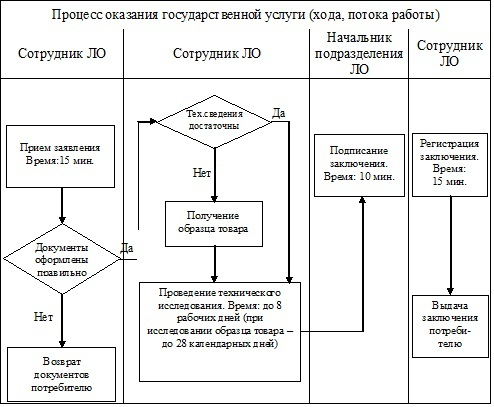 Процесс оказания государственной услуги (хода, потока работы)
Сотрудник ЛО
Сотрудник ЛО
Начальник
подразделения
ЛО
Сотрудник
ЛО
Прием заявления
Время:15 мин.
Документы
оформлены
правильно
Да
Нет
Возврат
документов
потребителю
Тех.сведения
достаточны
Да
Нет
Получение
образца товара
Проведение технического
исследования. Время: до 8
рабочих дней (при
исследовании образца товара –
до 28 календарных дней)
Подписание
заключения.
Время: 10 мин.
Регистрация
заключения.
Время:
15 мин.
Выдача
заключения
потреби-
телю